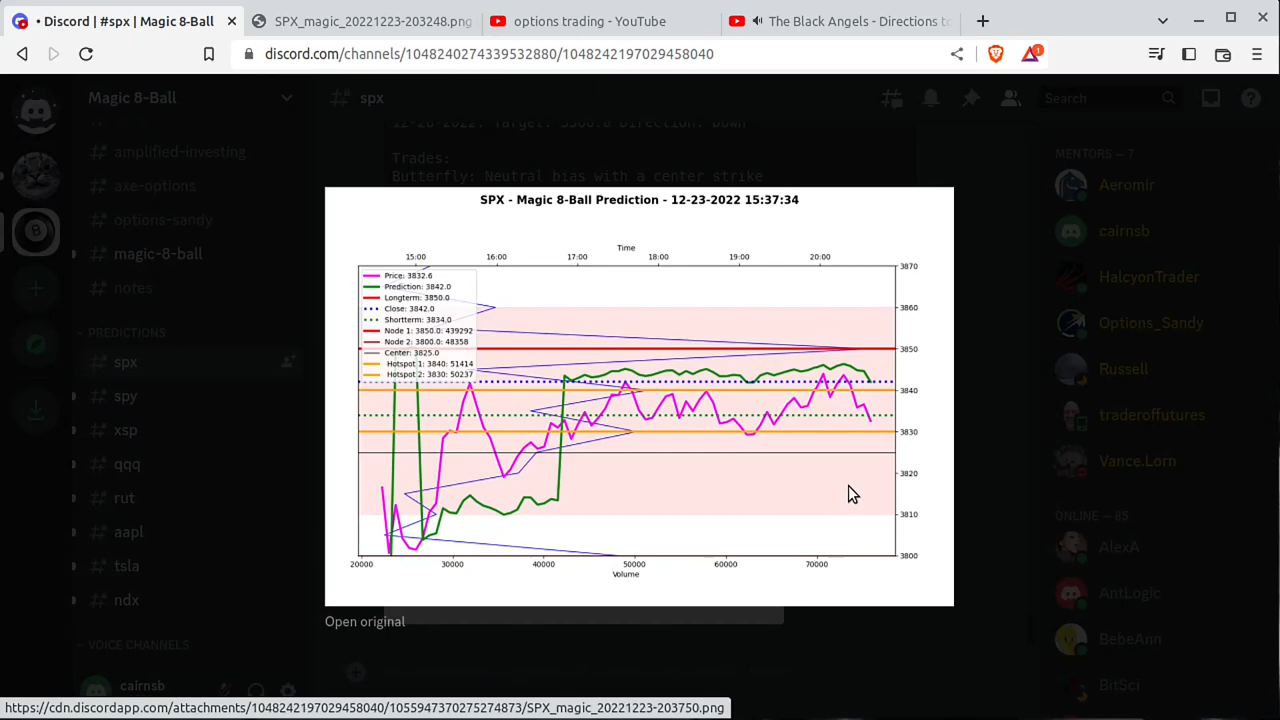 • Discord | #spx | Magic 8-Ball
SPX_magic_20221223-203248.png
options trading - YouTube
The Black Angels - Directions to
discord.com/channels/1048240274339532880/1048242197029458040
1
Magic 8-Ball
spx
Search
12-28-2022: Target: 3500.0 Direction: Down
Trades:
Butterfly: Neutral bias with a center strike
amplified-investing
axe-options
options-sandy
magic-8-ball
notes
PREDICTIONS
spx
spy
xsp
qqq
rut
aapl
tsla
ndx
VOICE CHANNELS
cairnsb
SPX - Magic 8-Ball Prediction - 12-23-2022 15:37:34
Time
15:00 16:00 17:00 18:00 19:00 20:00
Price: 3832.6
Prediction: 3842.0
Longterm: 3850.0
Close: 3842.0
Shortterm: 3834.0
Node 1: 3850.0: 439292
Node 2: 3800.0: 48358
Center: 3825.0
Hotspot 1: 3840: 51414
Hotspot 2: 3830: 50237
3870
3860
3850
3840
3830
3820
3810
3800
20000 30000 40000 50000 60000 70000
Volume
Open original
MENTORS — 7
Aeromir
cairnsb
HalcyonTrader
Options_Sandy
Russell
traderoffutures
Vance.Lorn
ONLINE — 85
AlexA
AntLogic
BebeAnn
BitScr
https://cdn.discordapp.com/attachments/1048242197029458040/1055947370275274873/SPX_magic_20221223-203750.png